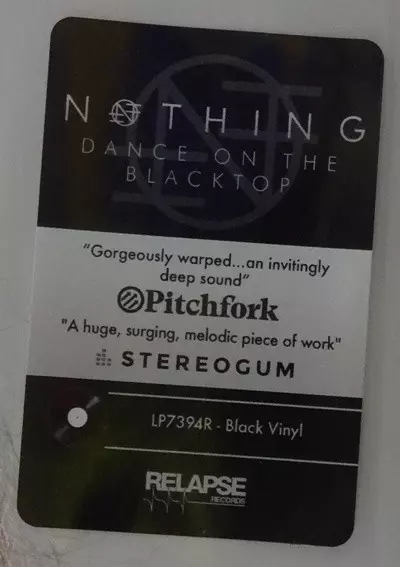 NOTHING
DANCE ON THE
BLACKTOP
"Gorgeously warped...an invitingly
deep sound"
Pitchfork
"A huge, surging, melodic piece of work"
STEREOGUM
LP7394R - Black Vinyl
RELAPSE
RECORDS